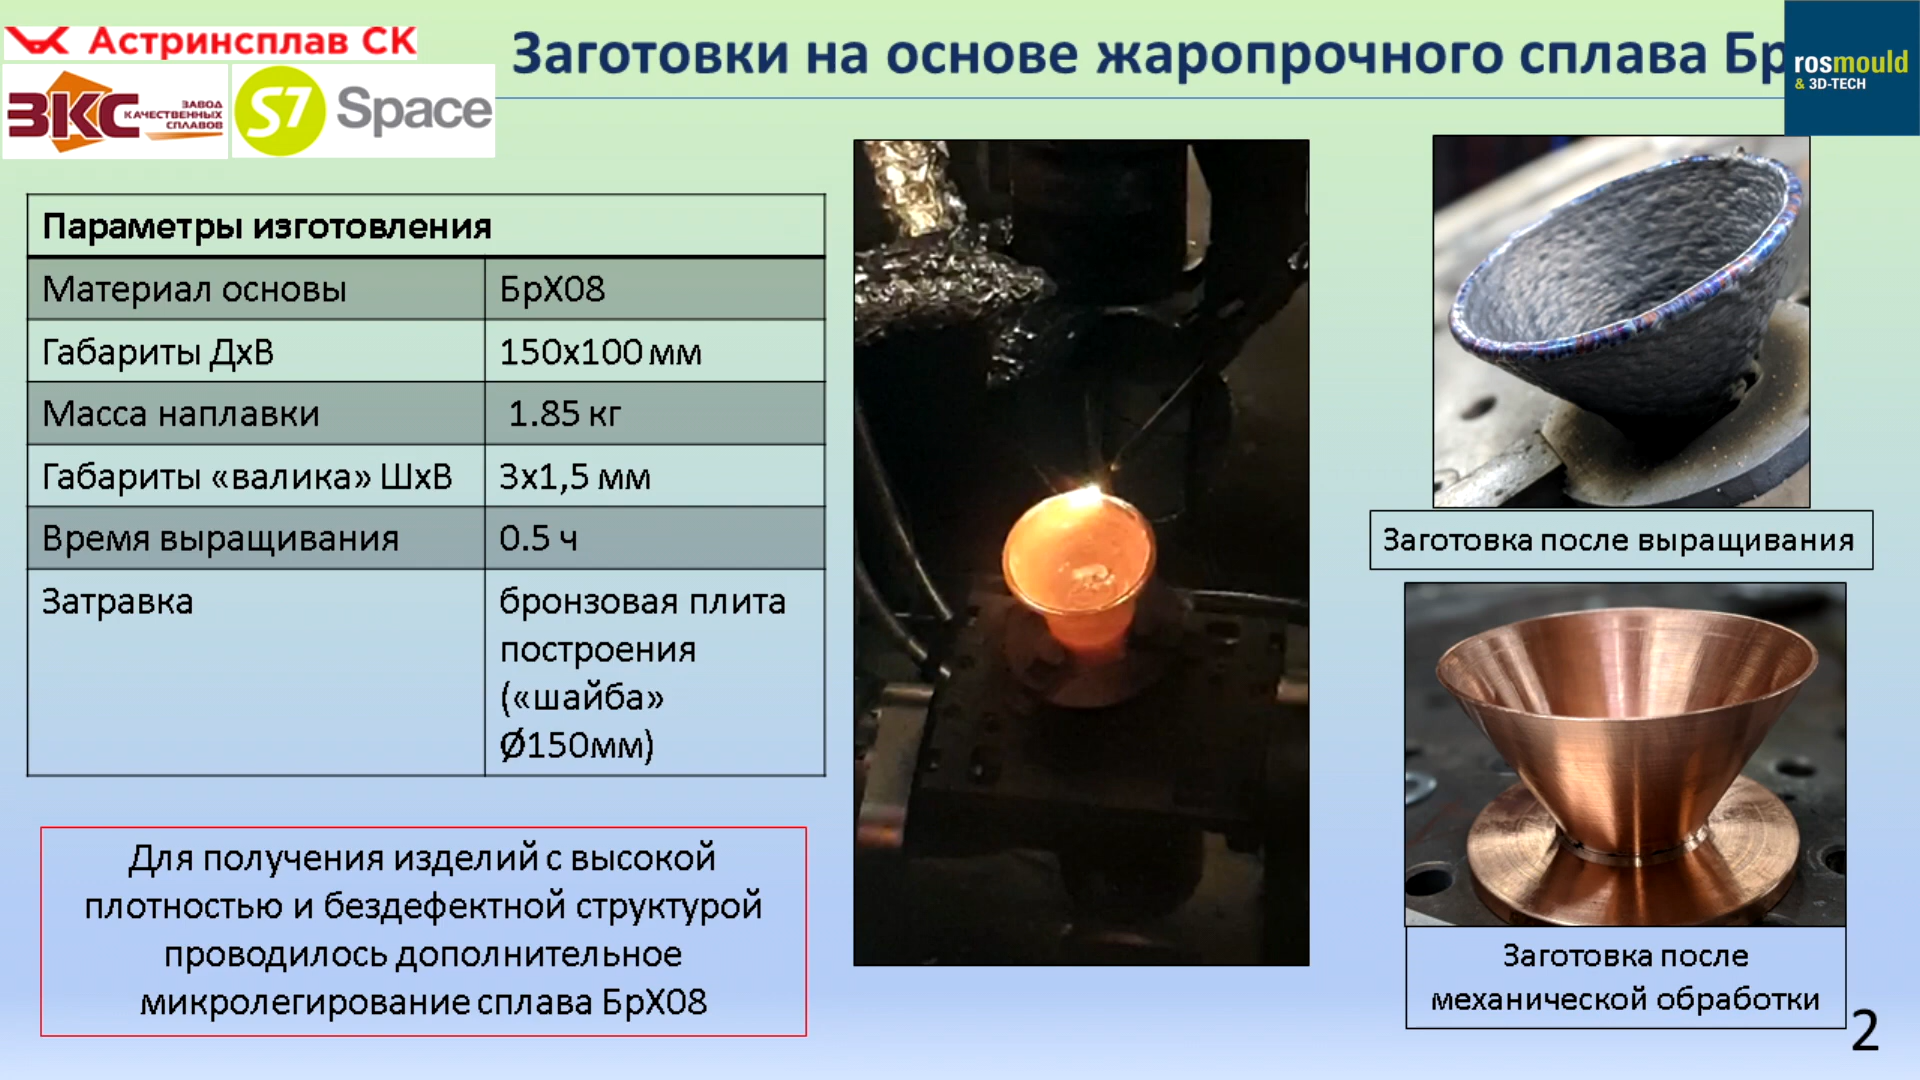 Астринсплав СК
ЗКС
ЗАВОД
КАЧЕСТВЕННЫХ
СПЛАВОВ
S7 Space
Заготовки на основе жаропрочного сплава Бр
rosmould
& 3D-TECH
Параметры изготовления
Материал основы БрХ08
Габариты ДхВ 150х100 мм
Масса наплавки 1.85 кг
Габариты «валика» ШхВ 3х1,5 мм
Время выращивания 0.5 ч
Затравка бронзовая плита
построения
(«шайба»
Ø150мм)
Для получения изделий с высокой
плотностью и бездефектной структурой
проводилось дополнительное
микролегирование сплава БрХ08
Заготовка после выращивания
Заготовка после
механической обработки
2